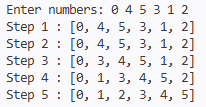 Enter numbers: 0 4 5 3 1 2
Step 1 : [0, 4, 5, 3, 1, 2]
Step 2 : [0, 4, 5, 3, 1, 2]
Step 3 : [0, 3, 4, 5, 1, 2]
Step 4 : [0, 1, 3, 4, 5, 2]
Step 5 : [0, 1, 2, 3, 4, 5]